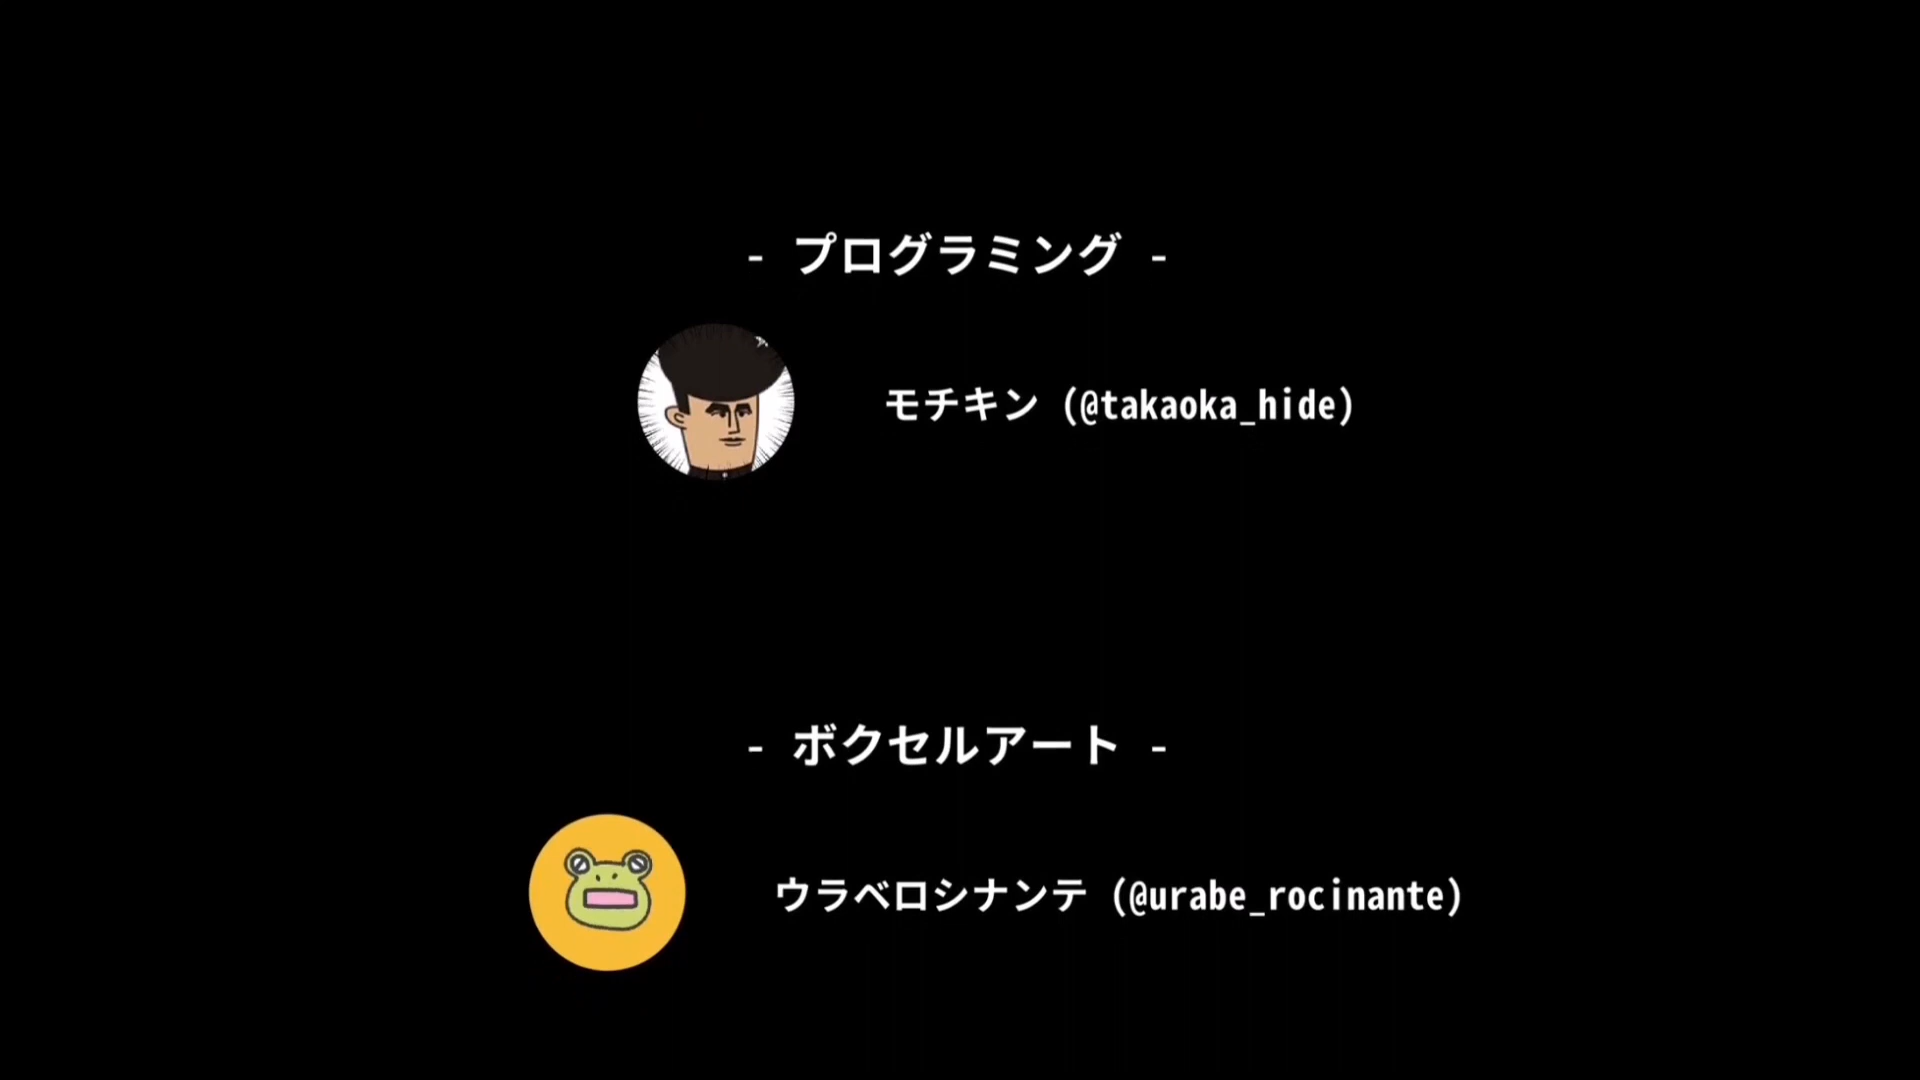 - プログラミング -
モチキン (@takaoka_hide)
- ボクセルアート -
ウラベロシナンテ (@urabe_rocinante)